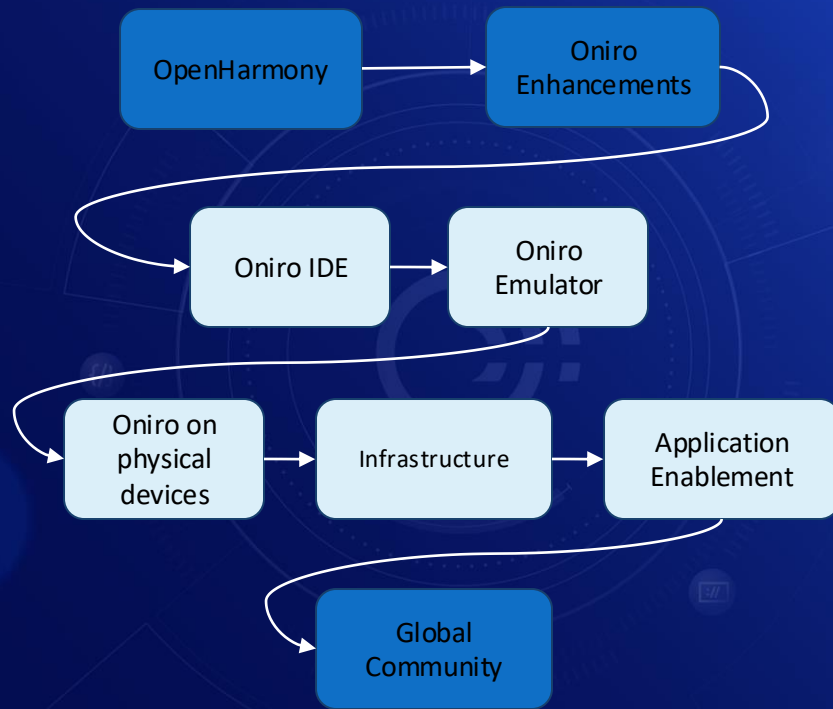 OpenHarmony
Oniro
Enhancements
Oniro IDE
Oniro
Emulator
Oniro on
physical
devices
Infrastructure
Application
Enablement
Global
Community